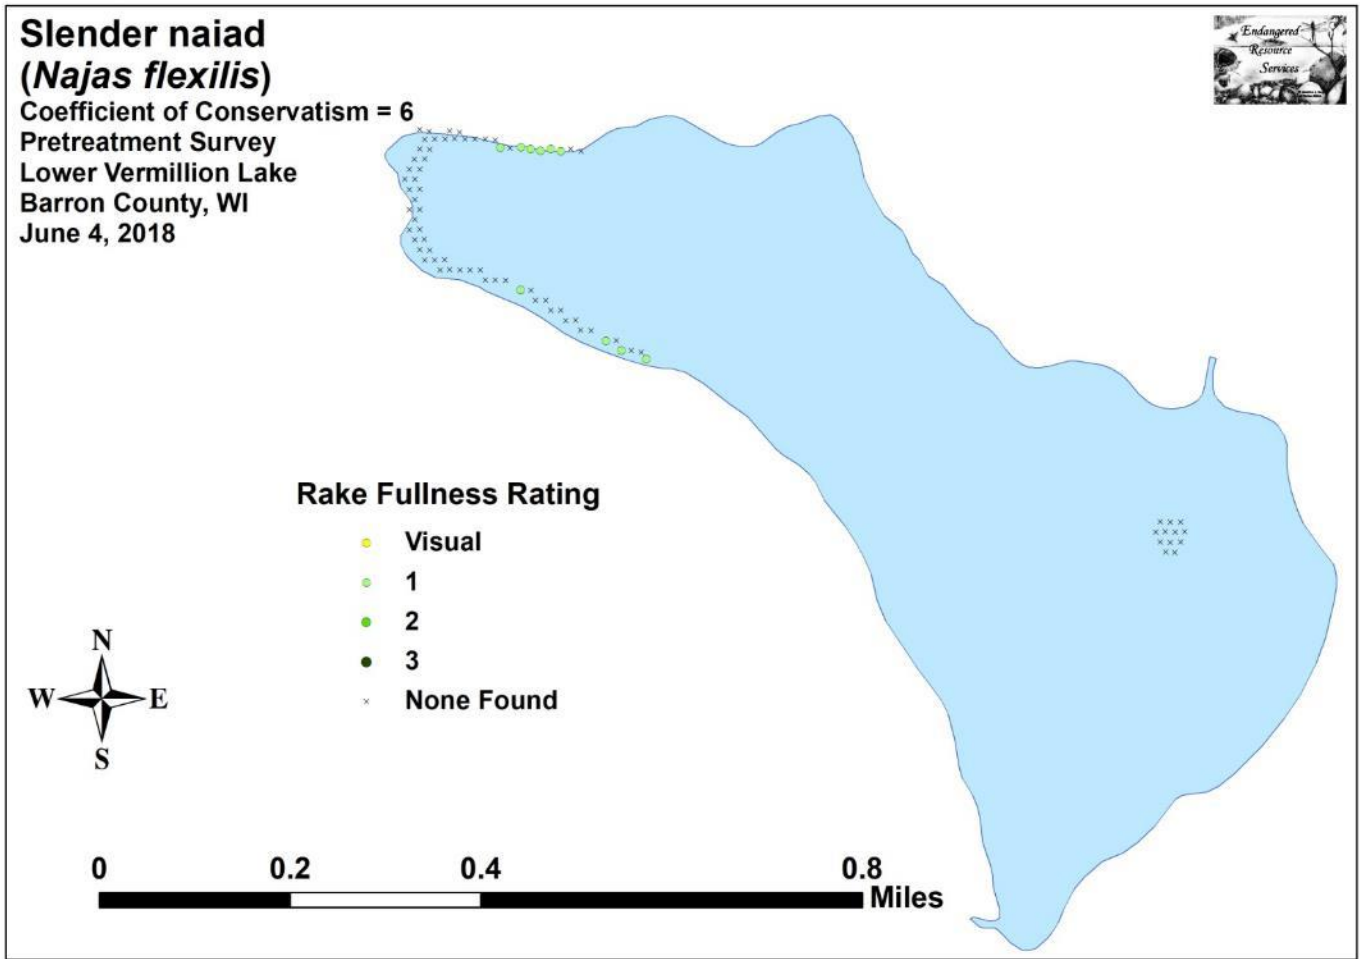 Slender naiad
(Najas flexilis)
Coefficient of Conservatism = 6
Pretreatment Survey
Lower Vermillion Lake
Barron County, WI
June 4, 2018
Endangered
Resource
Services
Rake Fullness Rating
Visual
1
2
3
None Found
N
W E
S
0 0.2 0.4 0.8
Miles